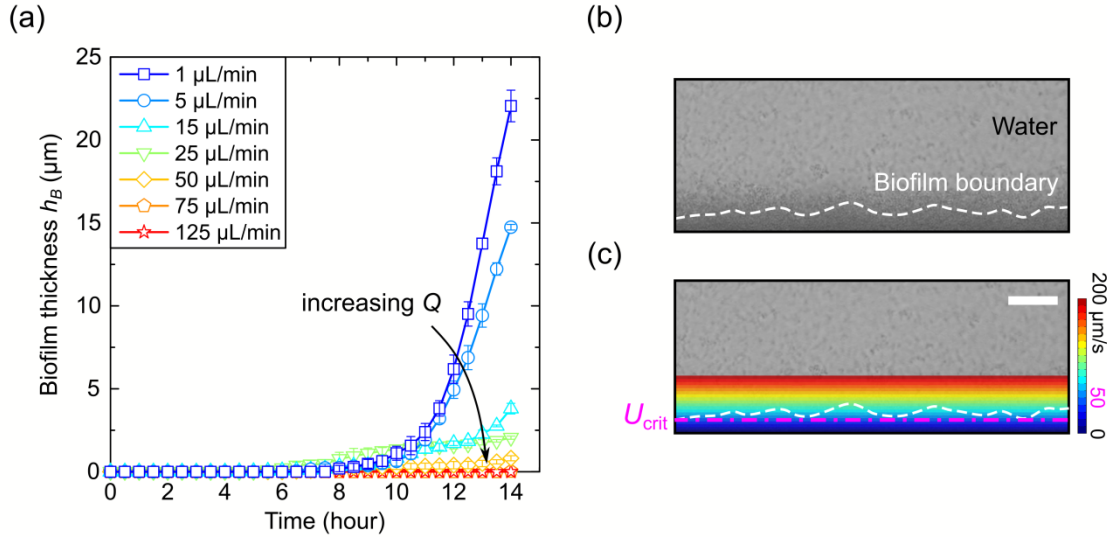 (a)
25
20
15
10
5
0
Biofilm thickness h_B (μm)
1 μL/min
5 μL/min
15 μL/min
25 μL/min
50 μL/min
75 μL/min
125 μL/min
increasing Q
0 2 4 6 8 10 12 14
Time (hour)
(b)
Water
Biofilm boundary
(c)
U_crit
200 μm/s
50
0